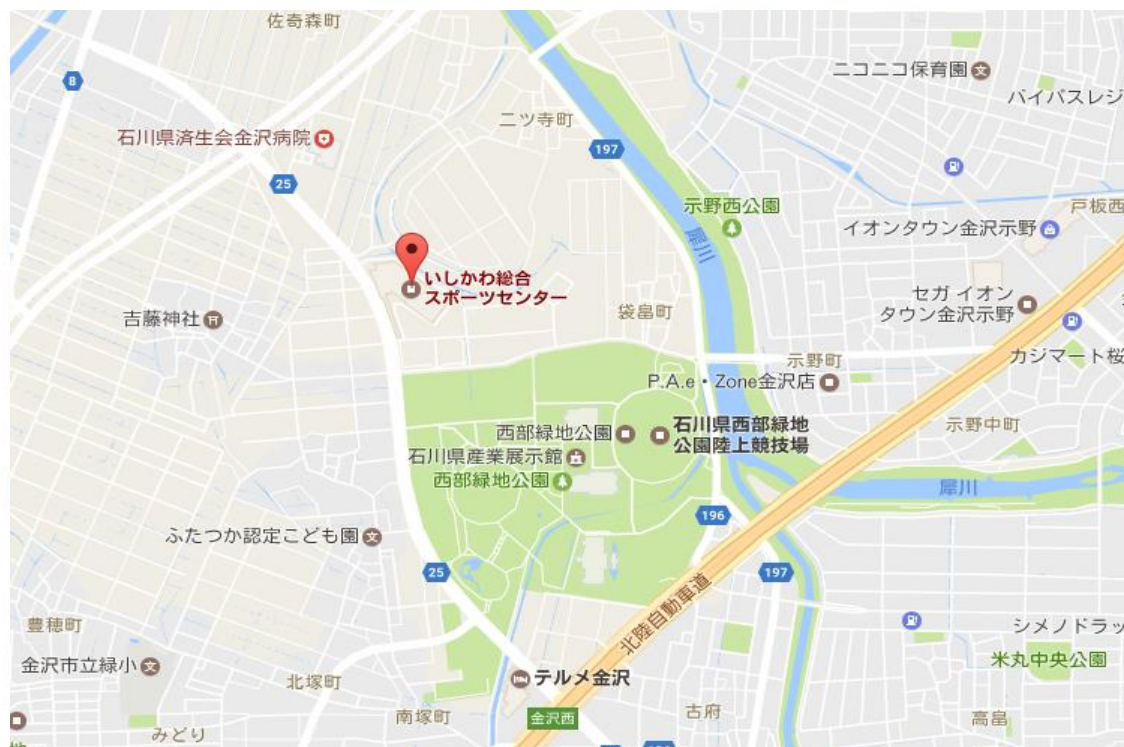 佐奇森町
ニコニコ保育園
バイパスレジ
8
二ツ寺町
石川県済生会金沢病院
197
25
示野西公園
戸板西
イオンタウン金沢示野
犀川
いしかわ総合
スポーツセンター
セガ イオン
タウン金沢示野
吉藤神社
袋畠町
示野町
カジマート桜
P.A.e・Zone金沢店
石川県西部緑地
公園陸上競技場
西部緑地公園
示野中町
石川県産業展示館
西部緑地公園
犀川
196
ふたつか認定こども園
25
197
北陸自動車道
豊穂町
シメノドラッ
金沢市立緑小
米丸中央公園
テルメ金沢
北塚町
南塚町
金沢西
古府
高畠
みどり